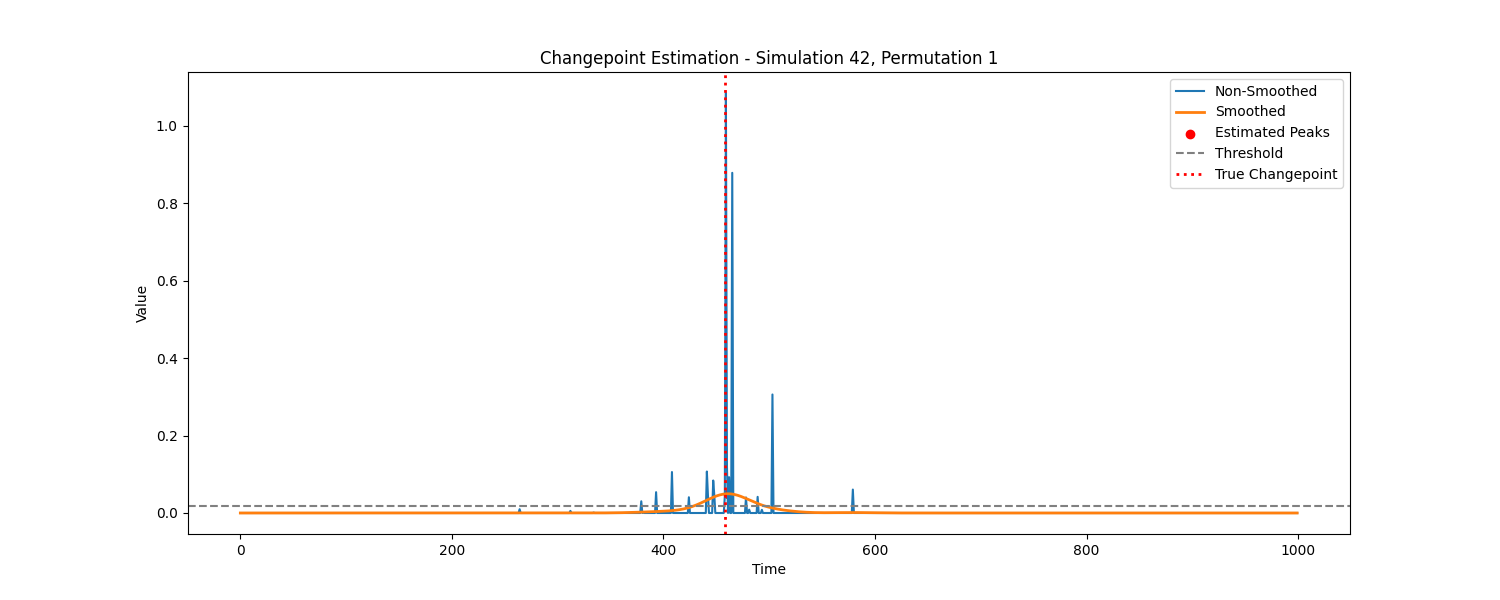 Changepoint Estimation - Simulation 42, Permutation 1
Non-Smoothed
Smoothed
Estimated Peaks
Threshold
True Changepoint
1.0
0.8
0.6
0.4
0.2
0.0
Value
0
200
400
600
800
1000
Time